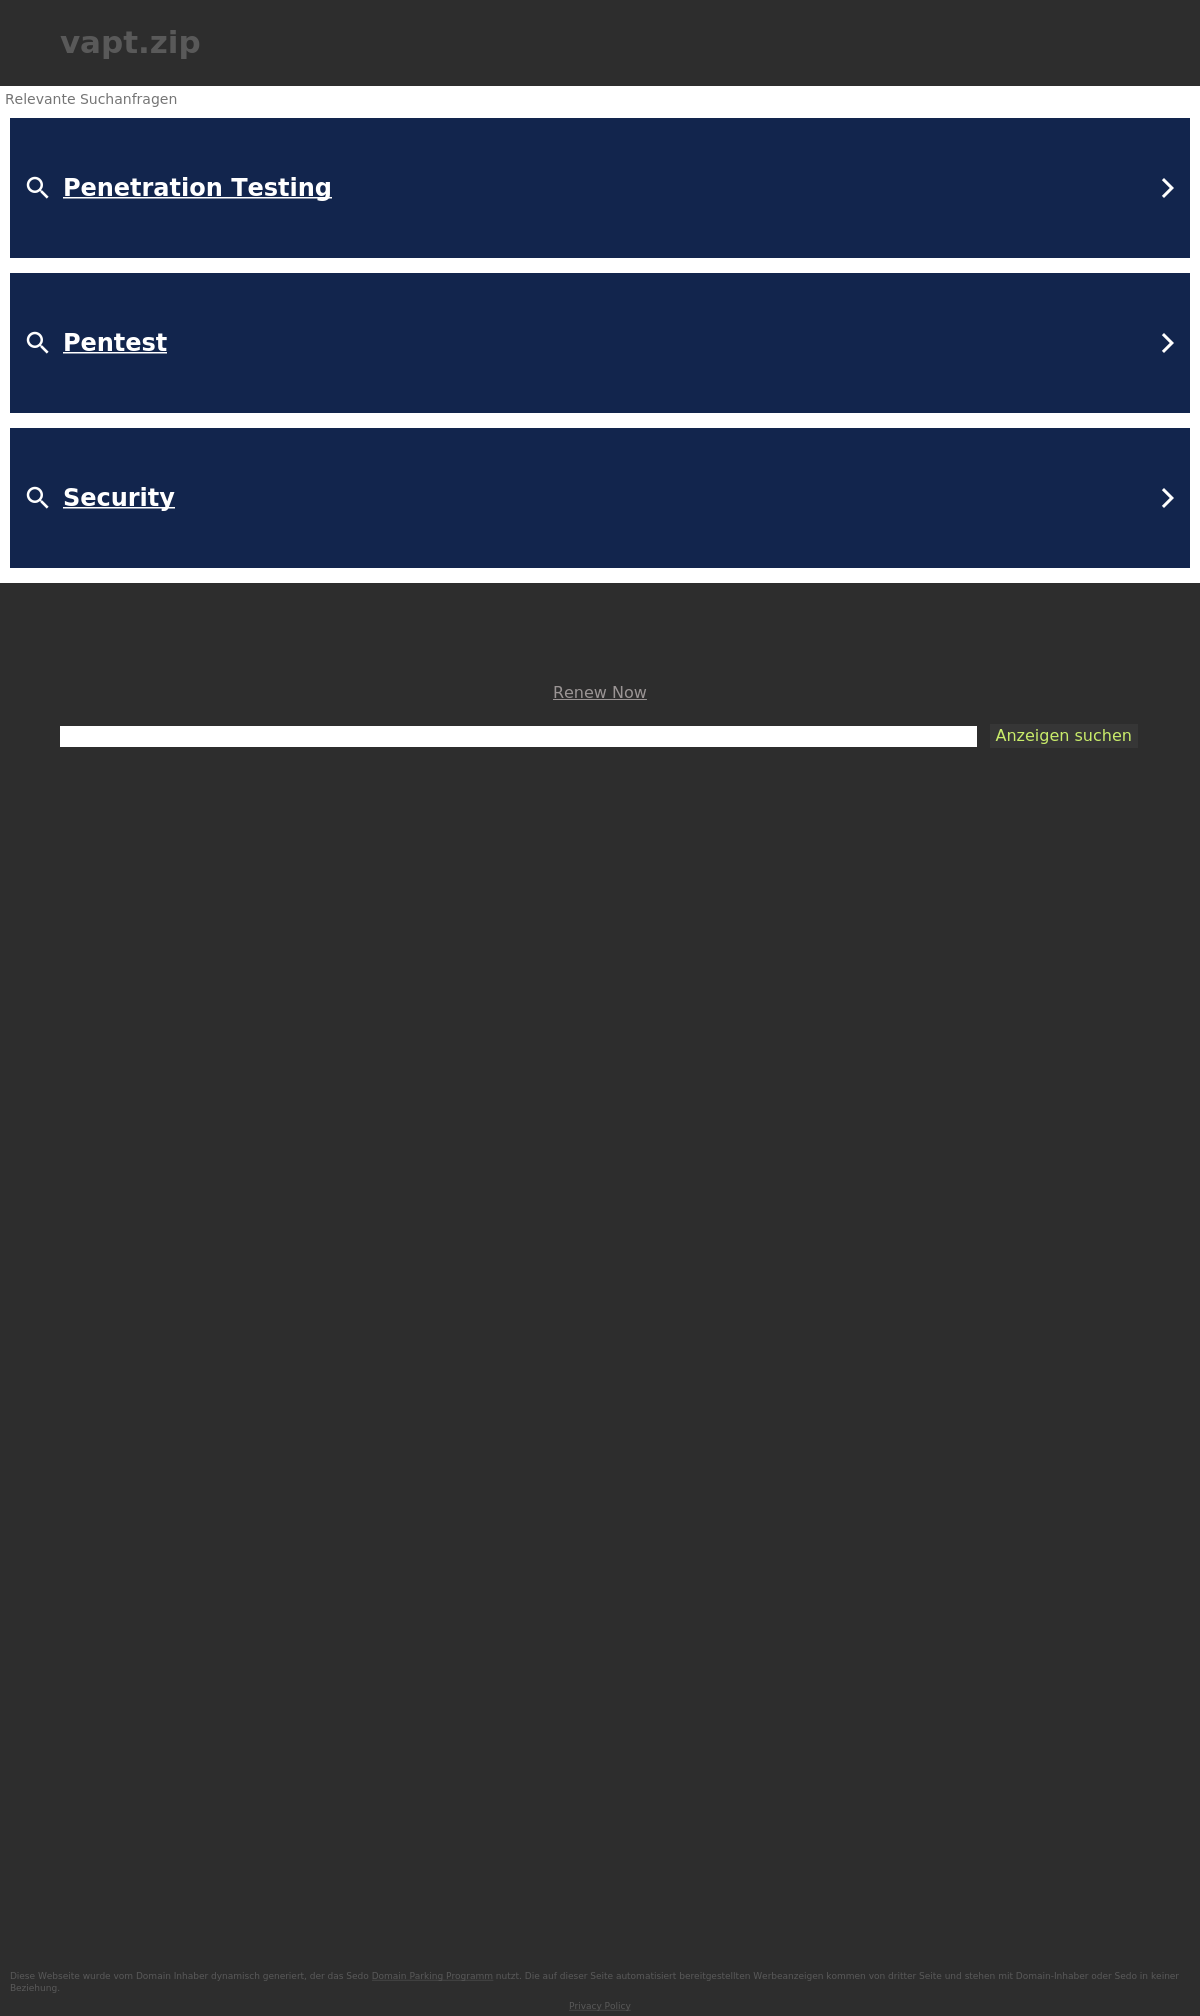 vapt.zip
Relevante Suchanfragen
Penetration Testing
Pentest
Security
Renew Now
Anzeigen suchen
Diese Webseite wurde vom Domain Inhaber dynamisch generiert, der das Sedo Domain Parking Programm nutzt. Die auf dieser Seite automatisiert bereitgestellten Werbeanzeigen kommen von dritter Seite und stehen mit Domain-Inhaber oder Sedo in keiner
Beziehung.
Privacy Policy